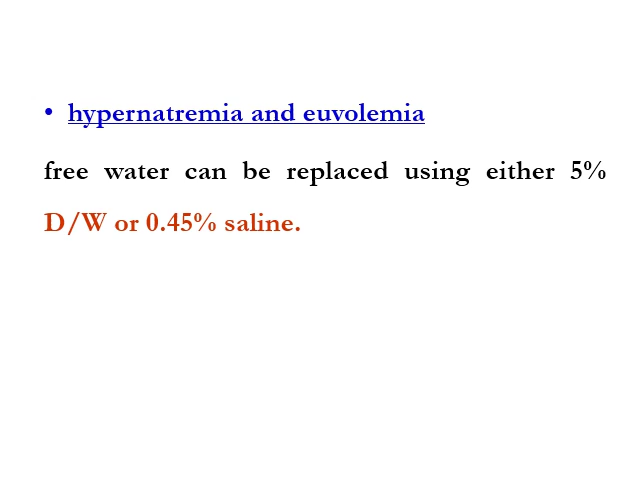 • hypernatremia and euvolemia
free water can be replaced using either 5%
D/W or 0.45% saline.